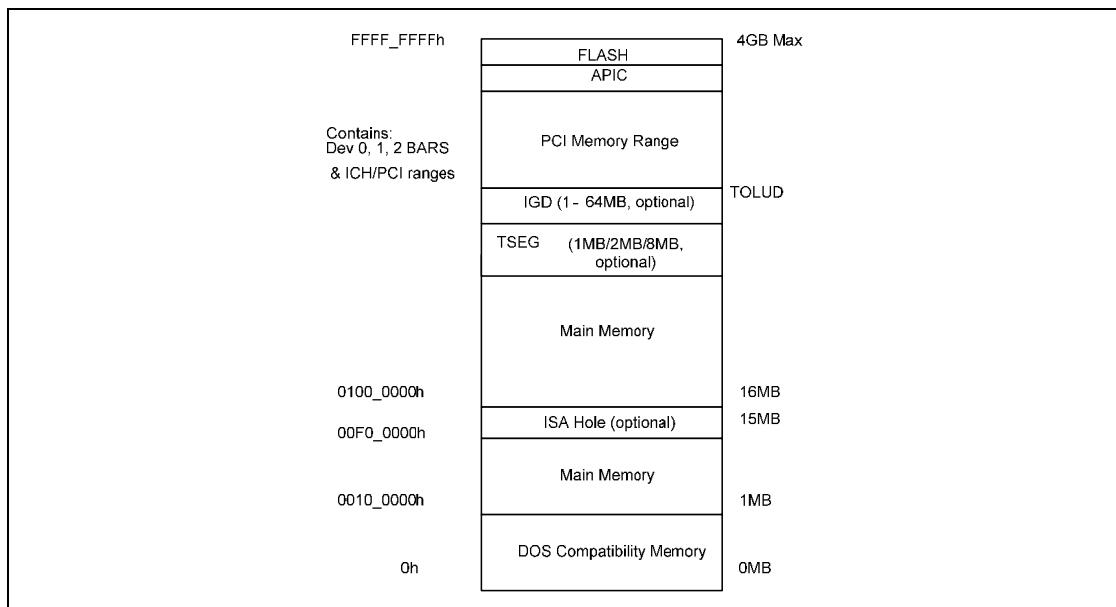 FFFF_FFFFh
4GB Max
FLASH
APIC
Contains:
Dev 0, 1, 2 BARS
& ICH/PCI ranges
PCI Memory Range
TOLUD
IGD (1- 64MB, optional)
TSEG (1MB/2MB/8MB,
optional)
Main Memory
0100_0000h
16MB
ISA Hole (optional)
15MB
00F0_0000h
Main Memory
0010_0000h
1MB
DOS Compatibility Memory
0h
0MB